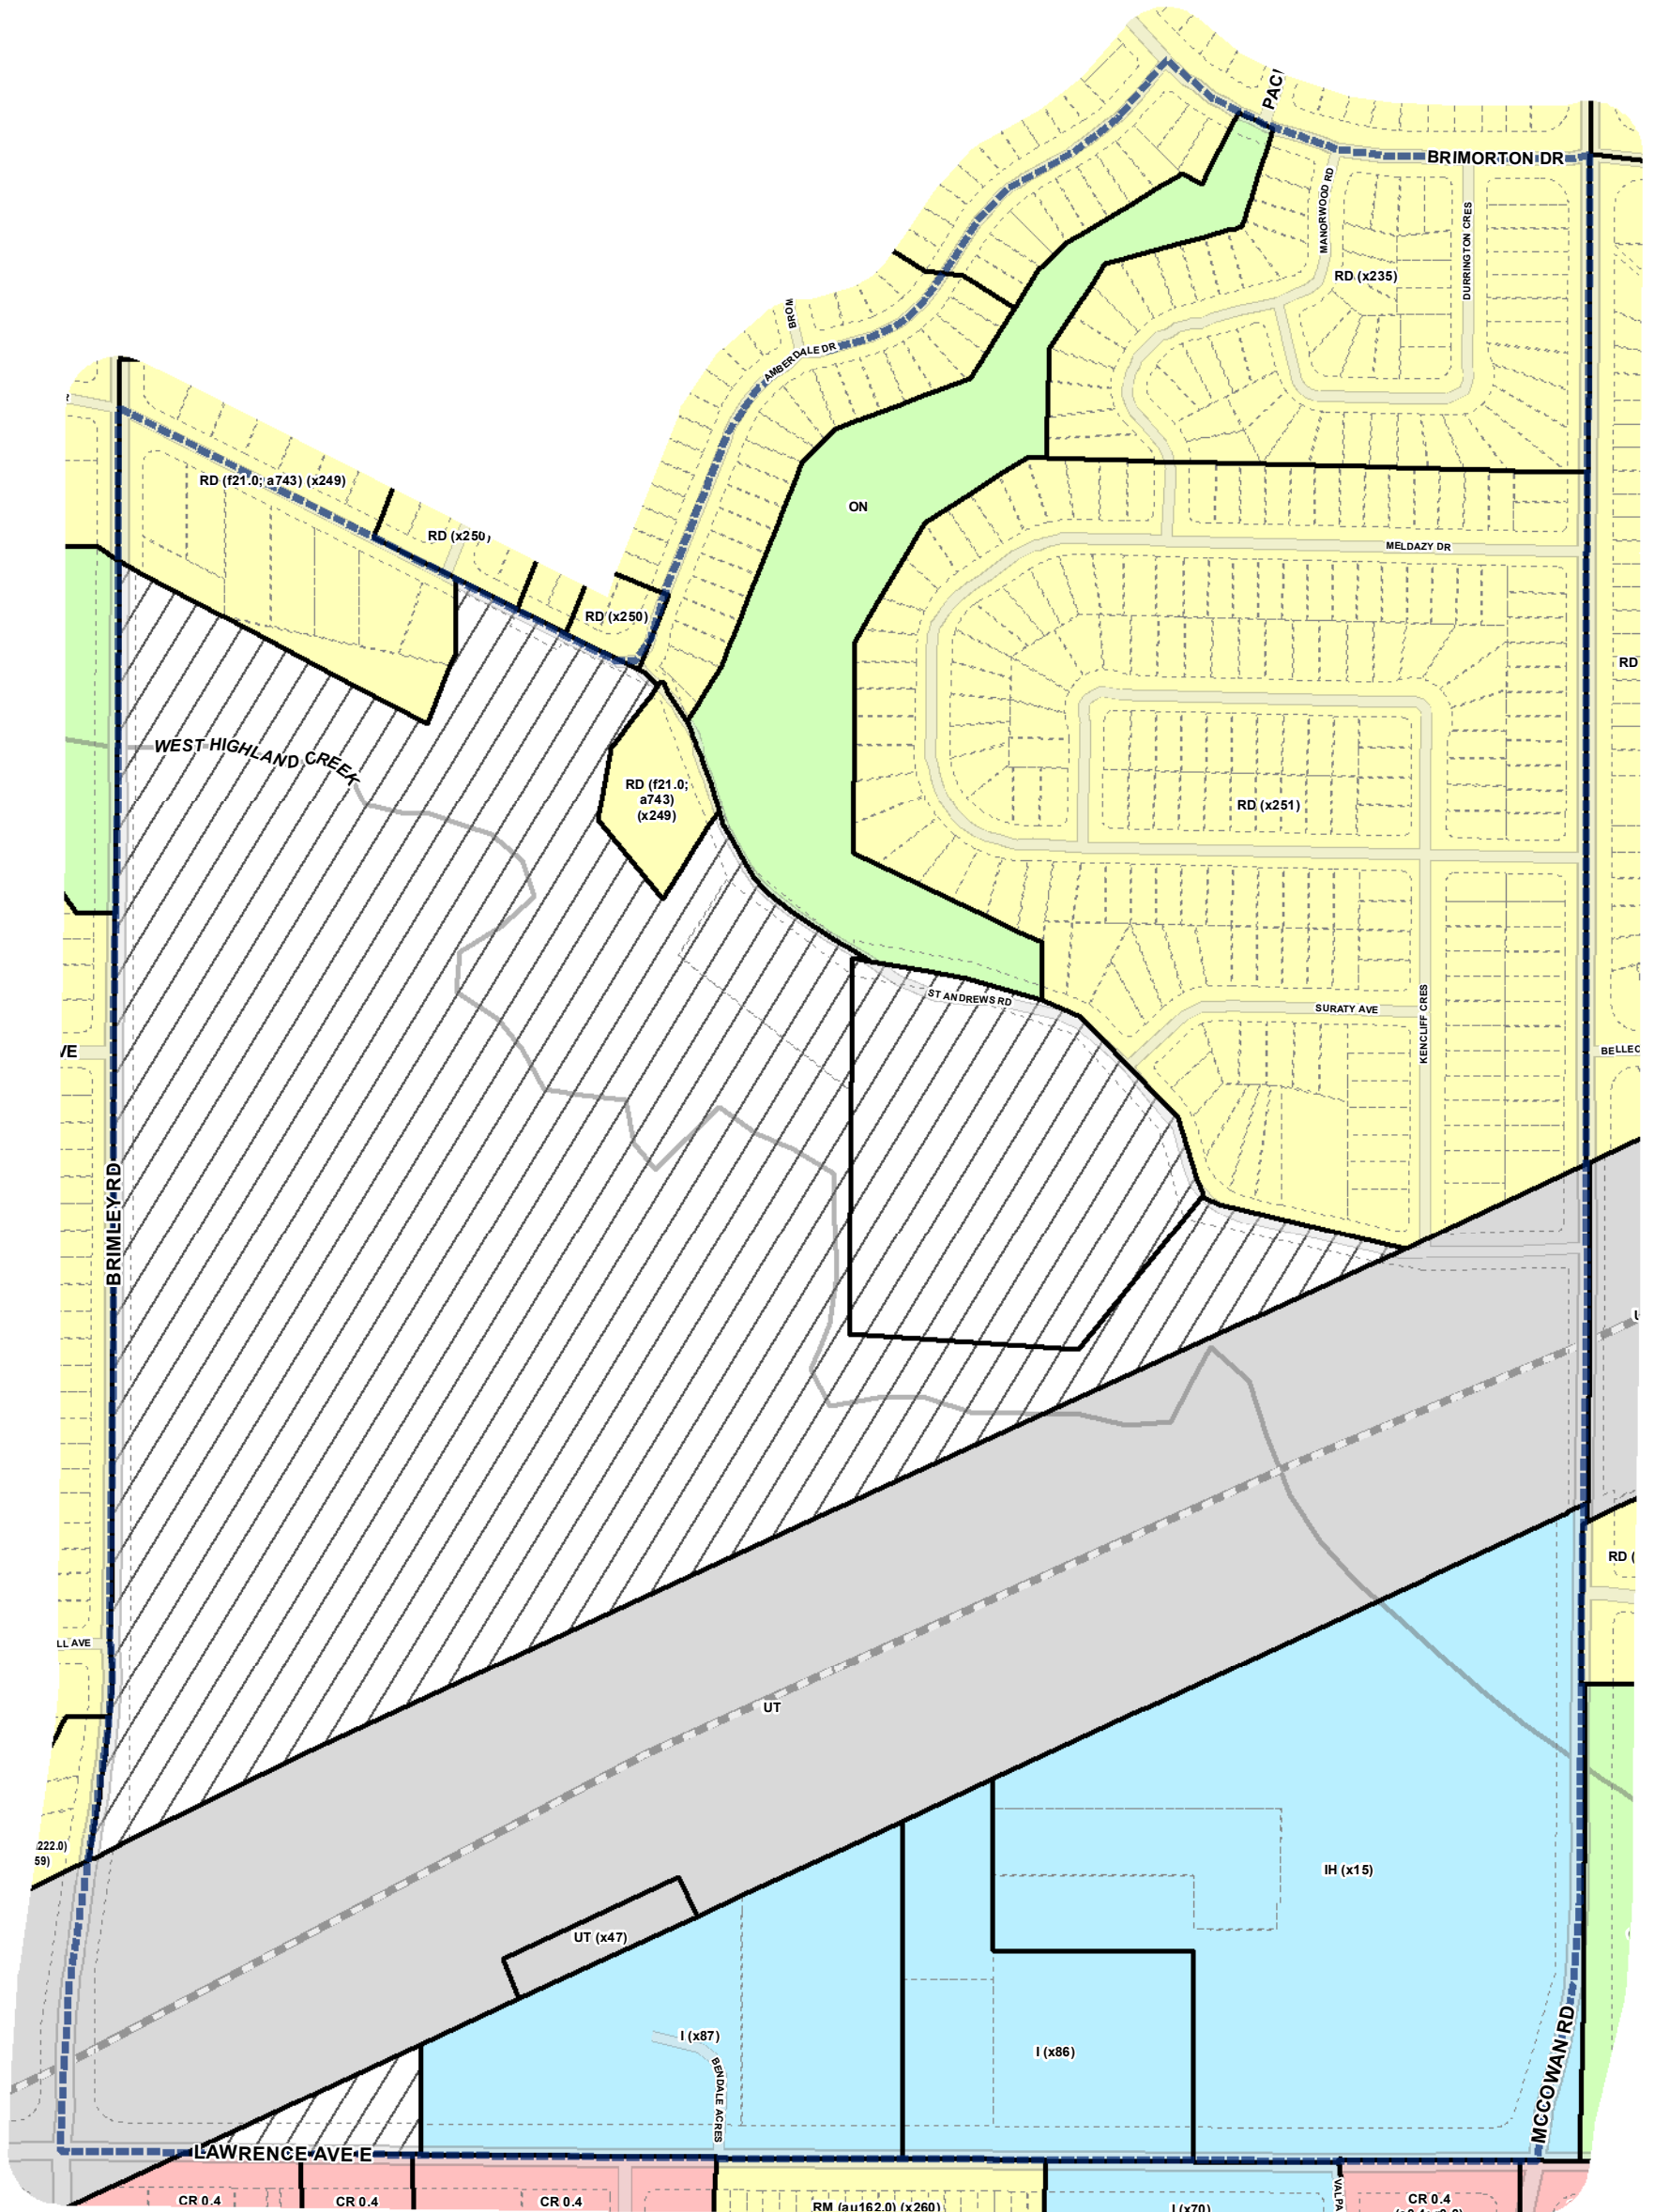 PACI
BRIMORTON DR
MANORWOOD RD
DURRINGTON CRES
RD (x235)
BRON
AMBERDALE DR
RD (f21.0; a743) (x249)
RD (x250)
ON
MELDAZY DR
RD (x250)
RD
WEST HIGHLAND CREEK
RD (f21.0;
a743)
(x249)
RD (x251)
ST ANDREWS RD
SURATY AVE
KENCLIFF CRES
VE
BELLEC
BRIMLEY RD
RD (
LL AVE
UT
222.0)
59)
IH (x15)
UT (x47)
I (x87)
BENDALE ACRES
I (x86)
MCCOWAN RD
LAWRENCE AVE E
CR 0.4
CR 0.4
CR 0.4
RM (au162.0) (x260)
I (x70)
VAL PA
CR 0.4